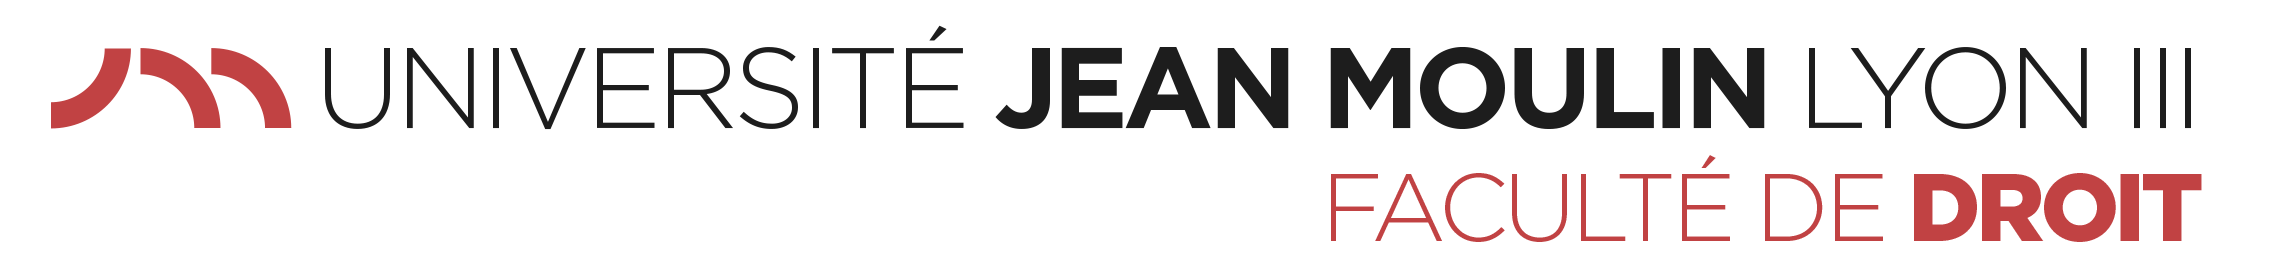 UNIVERSITÉ JEAN MOULIN LYON III
FACULTÉ DE DROIT